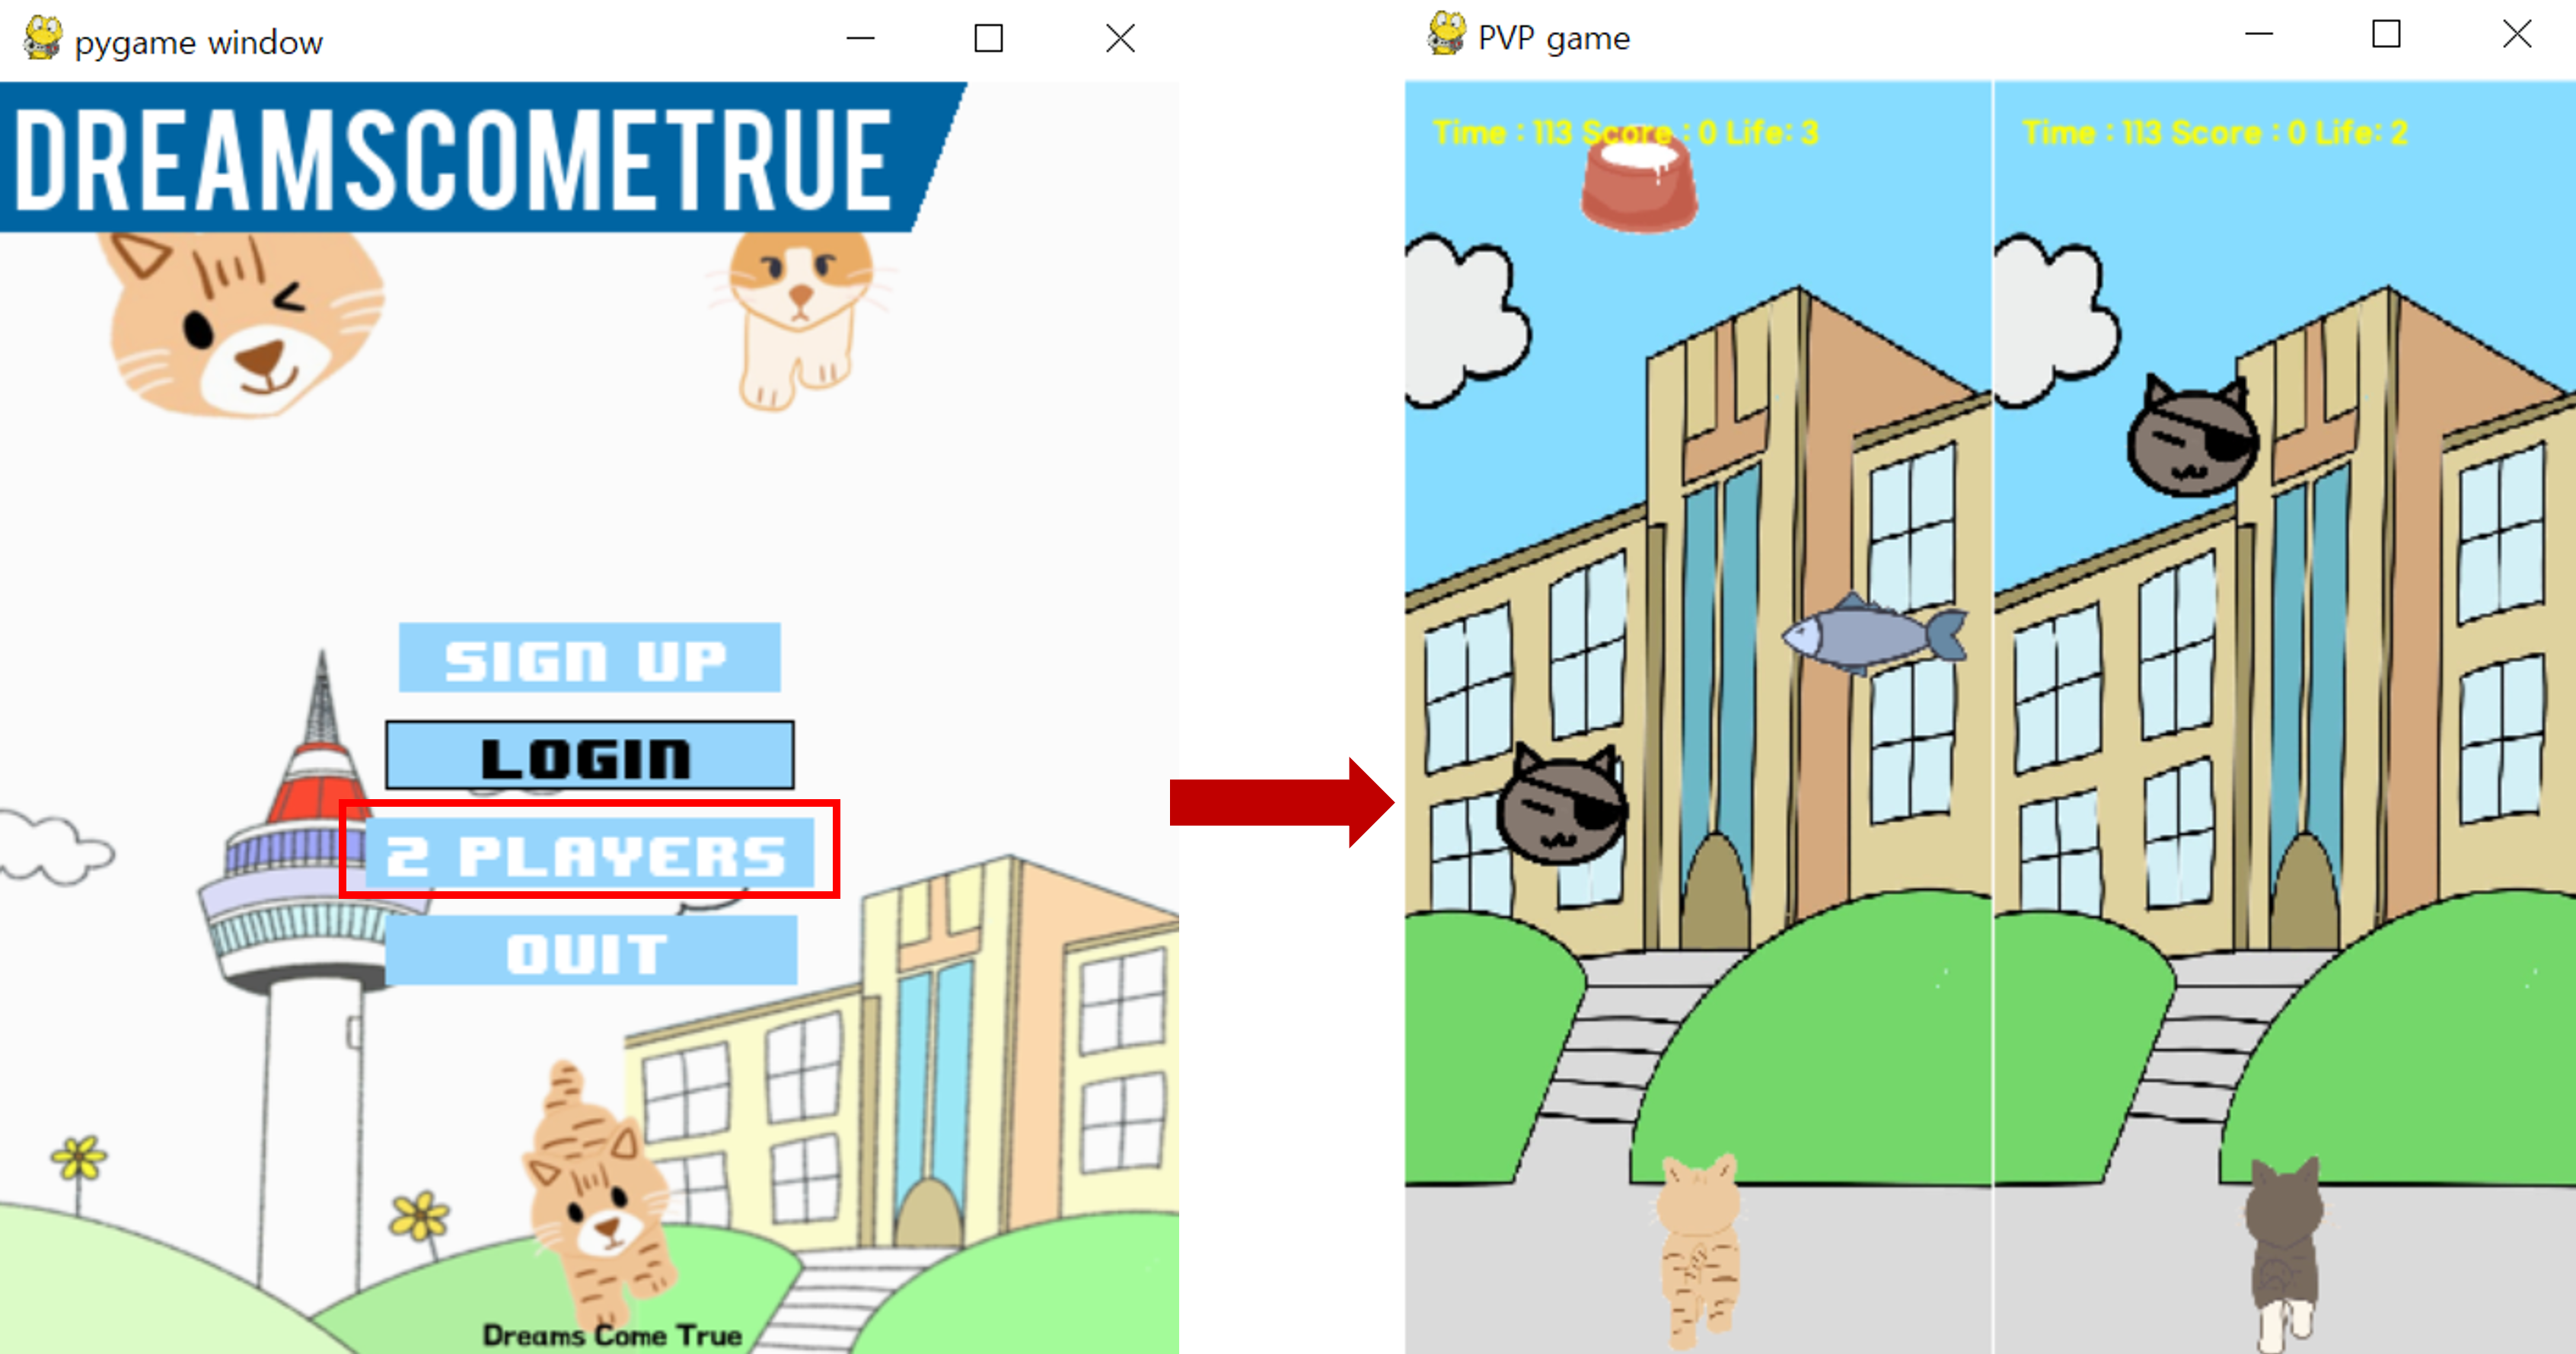 pygame window
DREAMSCOMETRUE
SIGN UP
LOGIN
2 PLAYERS
QUIT
Dreams Come True
PVP game
Time : 113 Score : 0 Life: 3
Time : 113 Score : 0 Life: 2